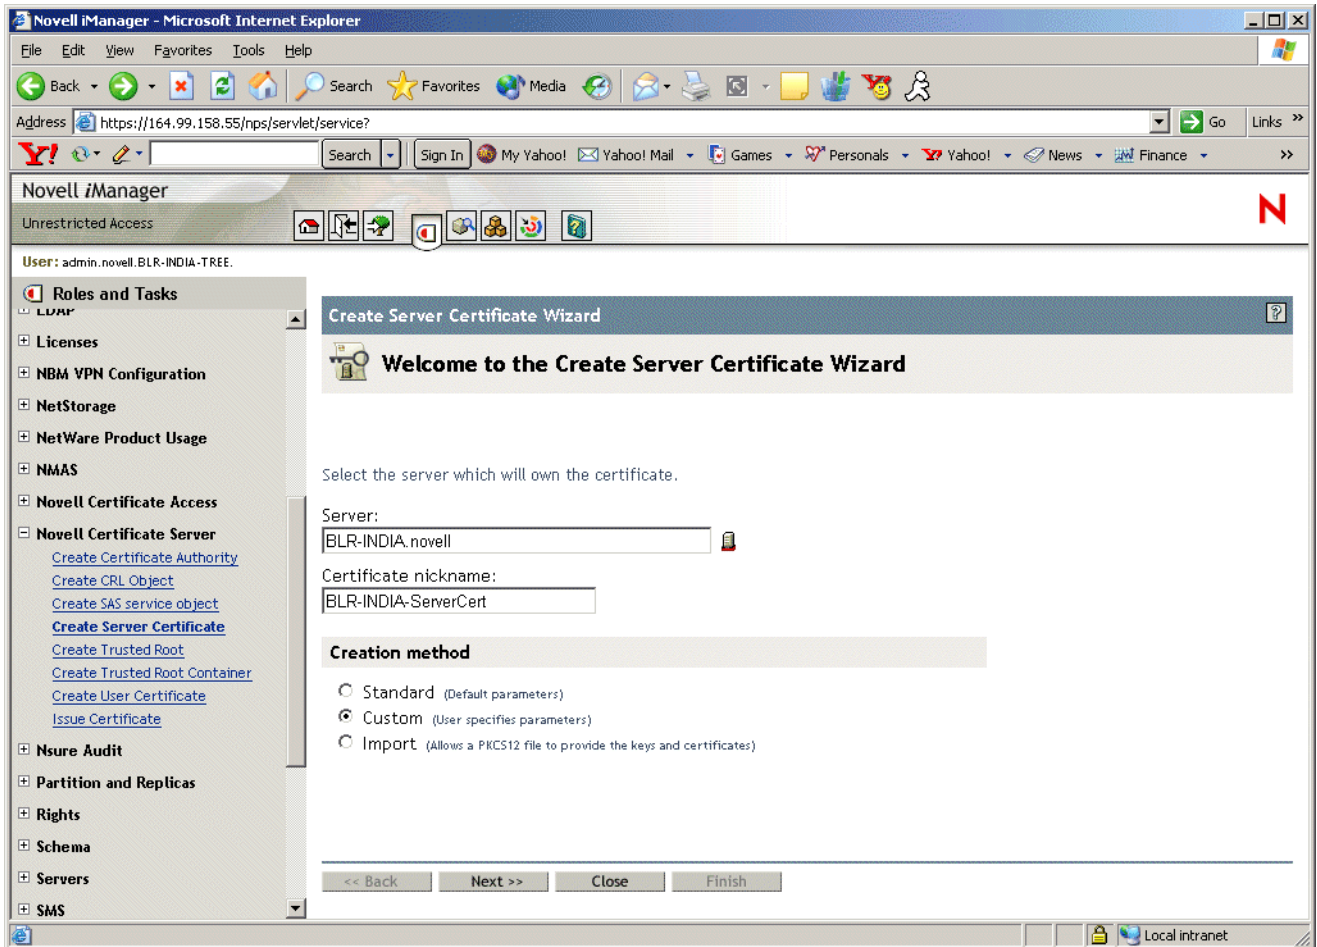 Novell iManager - Microsoft Internet Explorer
File Edit View Favorites Tools Help
Back Search Favorites Media
Address https://164.99.158.55/nps/servlet/service? Go Links »
Y! Search Sign In My Yahoo! Yahoo! Mail Games Personals Yahoo! News Finance »
Novell iManager
Unrestricted Access
N
User: admin.novell.BLR-INDIA-TREE.
Roles and Tasks
LDAP
Licenses
NBM VPN Configuration
NetStorage
NetWare Product Usage
NMAS
Novell Certificate Access
Novell Certificate Server
Create Certificate Authority
Create CRL Object
Create SAS service object
Create Server Certificate
Create Trusted Root
Create Trusted Root Container
Create User Certificate
Issue Certificate
Nsure Audit
Partition and Replicas
Rights
Schema
Servers
SMS
Create Server Certificate Wizard ?
Welcome to the Create Server Certificate Wizard
Select the server which will own the certificate.
Server:
BLR-INDIA.novell
Certificate nickname:
BLR-INDIA-ServerCert
Creation method
Standard (Default parameters)
Custom (User specifies parameters)
Import (Allows a PKCS12 file to provide the keys and certificates)
<< Back Next >> Close Finish
Local intranet